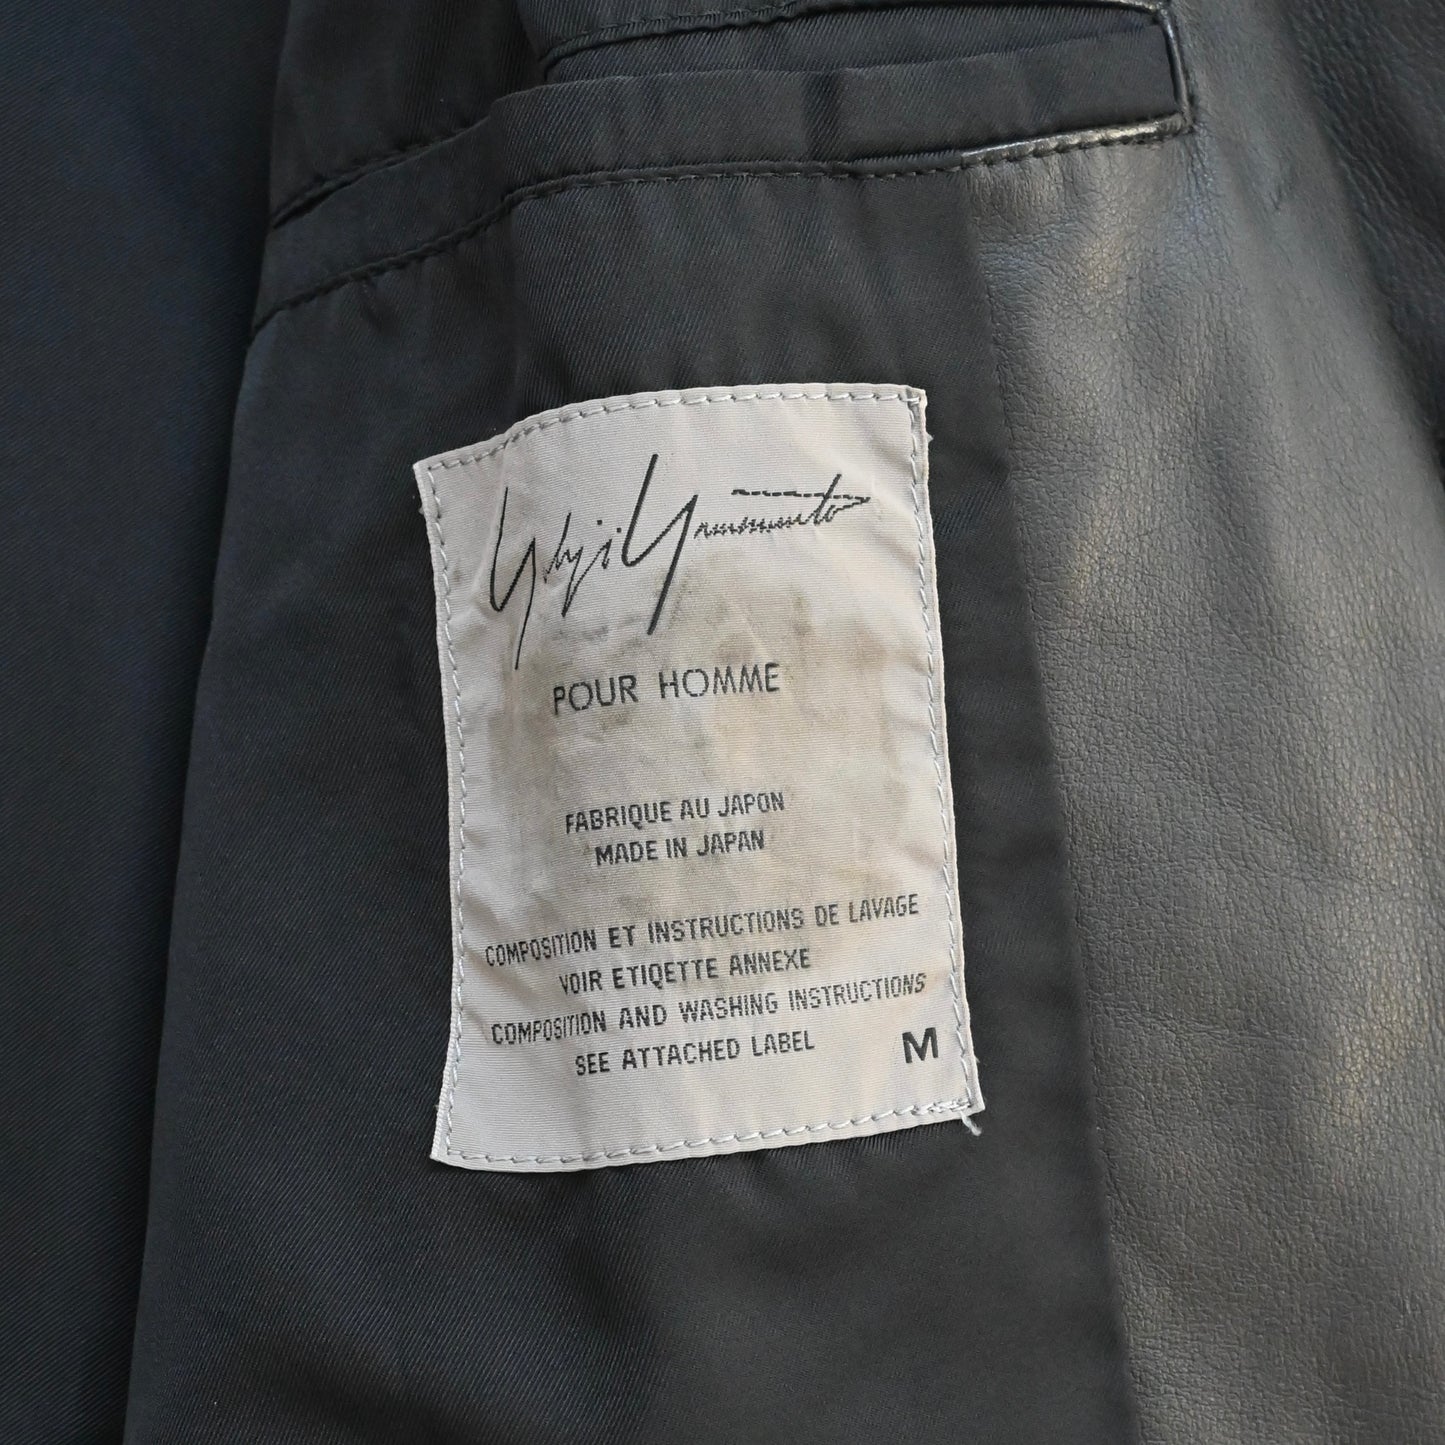 Yohji Yamamoto
POUR HOMME
FABRIQUE AU JAPON
MADE IN JAPAN
COMPOSITION ET INSTRUCTIONS DE LAVAGE
VOIR ETIQETTE ANNEXE
COMPOSITION AND WASHING INSTRUCTIONS
SEE ATTACHED LABEL
M